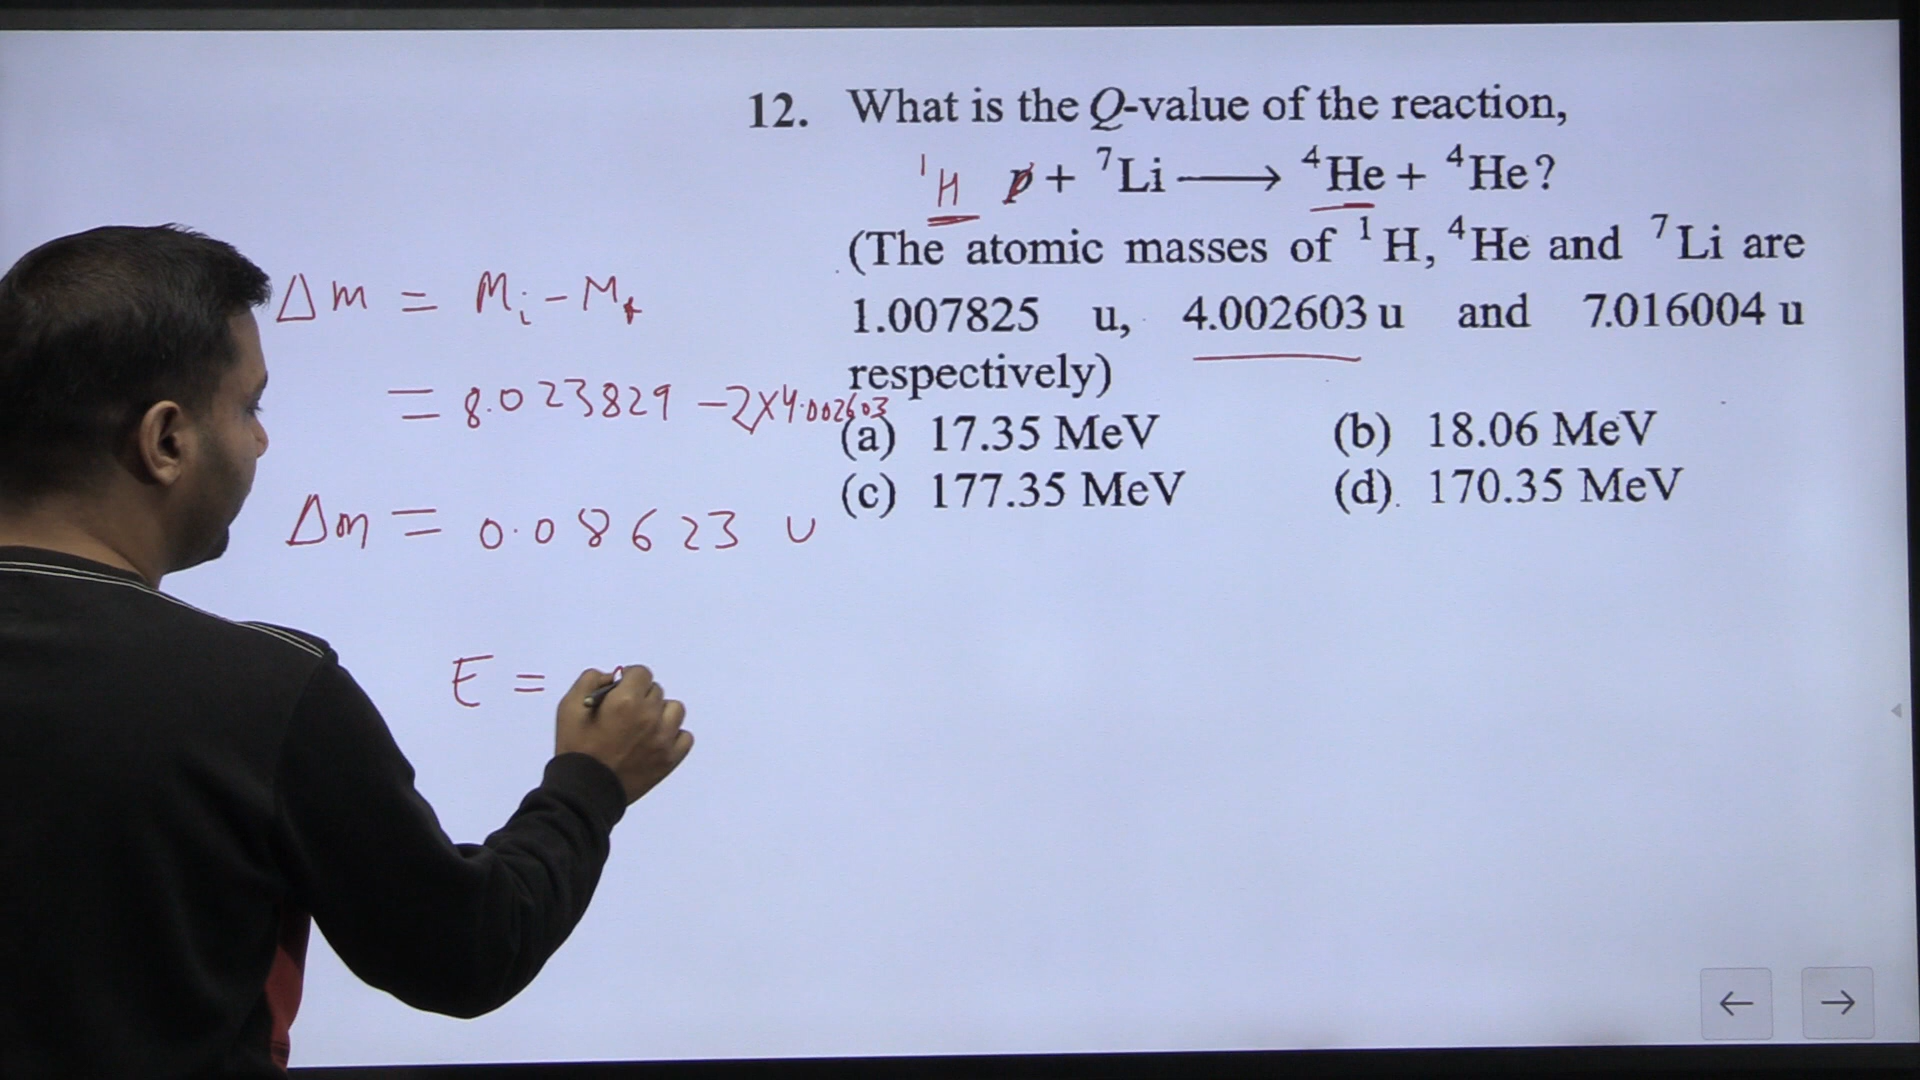 12. What is the Q-value of the reaction,
¹H p + ⁷Li ⟶ ⁴He + ⁴He?
(The atomic masses of ¹H, ⁴He and ⁷Li are
1.007825 u, 4.002603 u and 7.016004 u
respectively)
(a) 17.35 MeV (b) 18.06 MeV
(c) 177.35 MeV (d) 170.35 MeV
Δm = Mᵢ - M_f
= 8.023829 - 2×4.002603
Δm = 0.08623 u
E =